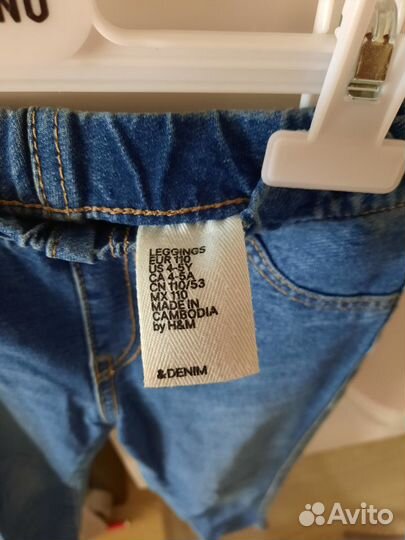 LEGGINGS
EUR 110
US 4-5Y
CA 4-5A
CN 110/53
MX 110
MADE IN
CAMBODIA
by H&M
&DENIM
Avito